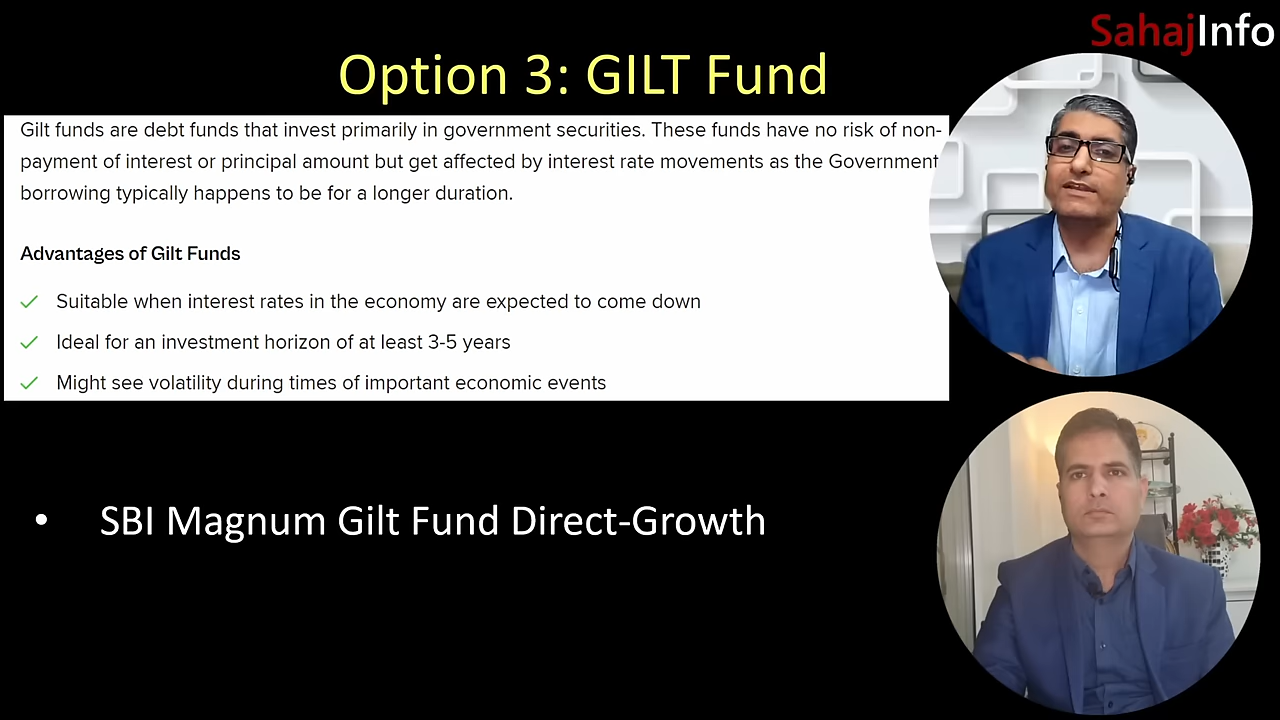 SahajInfo
Option 3: GILT Fund
Gilt funds are debt funds that invest primarily in government securities. These funds have no risk of non-
payment of interest or principal amount but get affected by interest rate movements as the Government
borrowing typically happens to be for a longer duration.
Advantages of Gilt Funds
✓ Suitable when interest rates in the economy are expected to come down
✓ Ideal for an investment horizon of at least 3-5 years
✓ Might see volatility during times of important economic events
• SBI Magnum Gilt Fund Direct-Growth